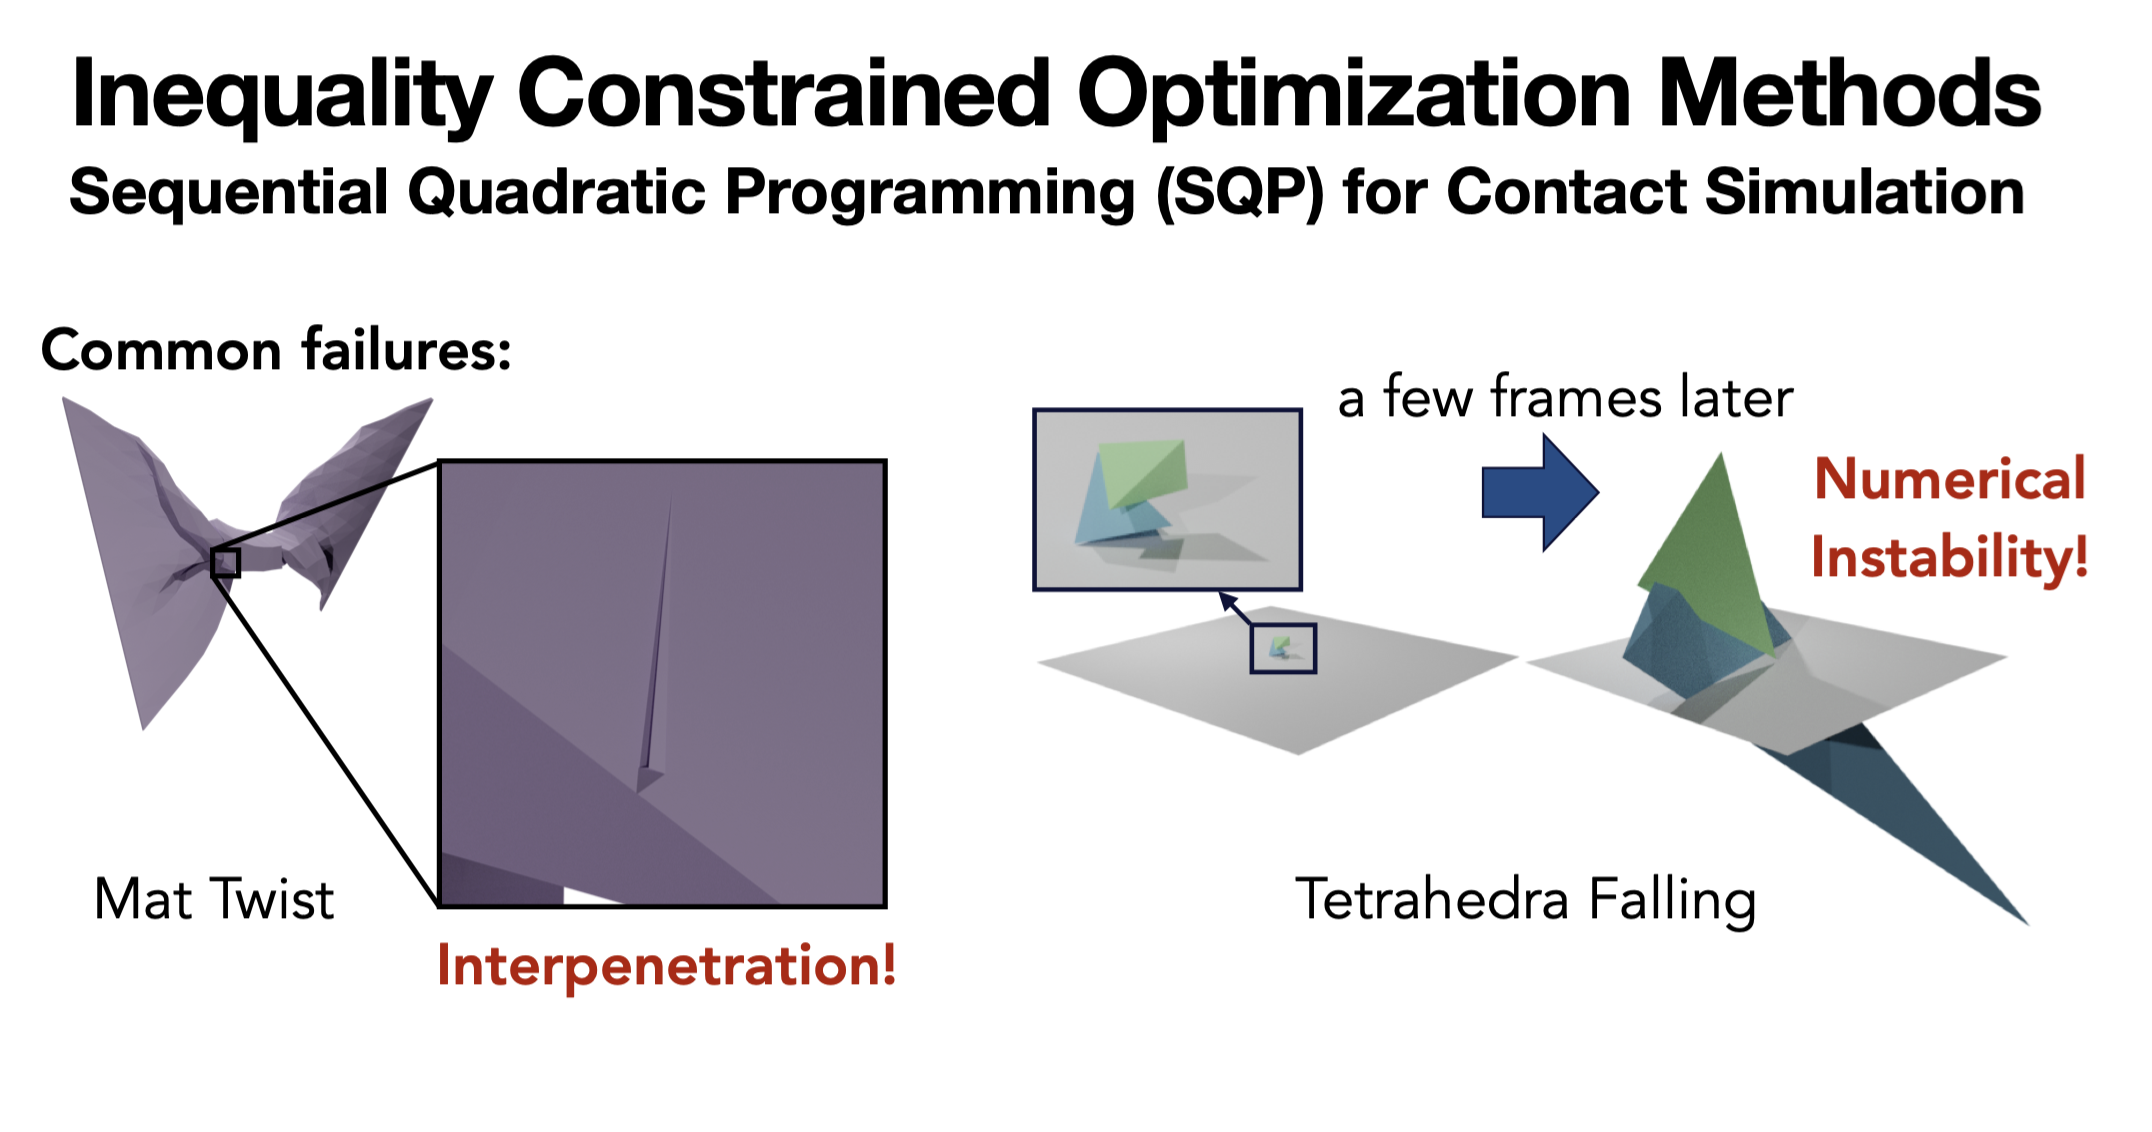 Inequality Constrained Optimization Methods
Sequential Quadratic Programming (SQP) for Contact Simulation
Common failures:
Mat Twist
Interpenetration!
a few frames later
Numerical
Instability!
Tetrahedra Falling